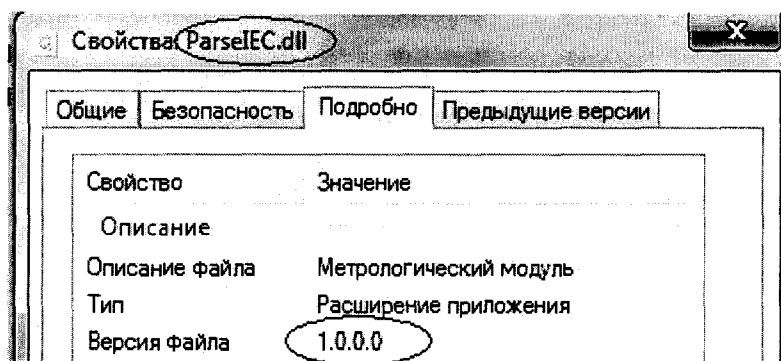 Свойства: ParseIEC.dll
Общие Безопасность Подробно Предыдущие версии
Свойство Значение
Описание
Описание файла Метрологический модуль
Тип Расширение приложения
Версия файла 1.0.0.0